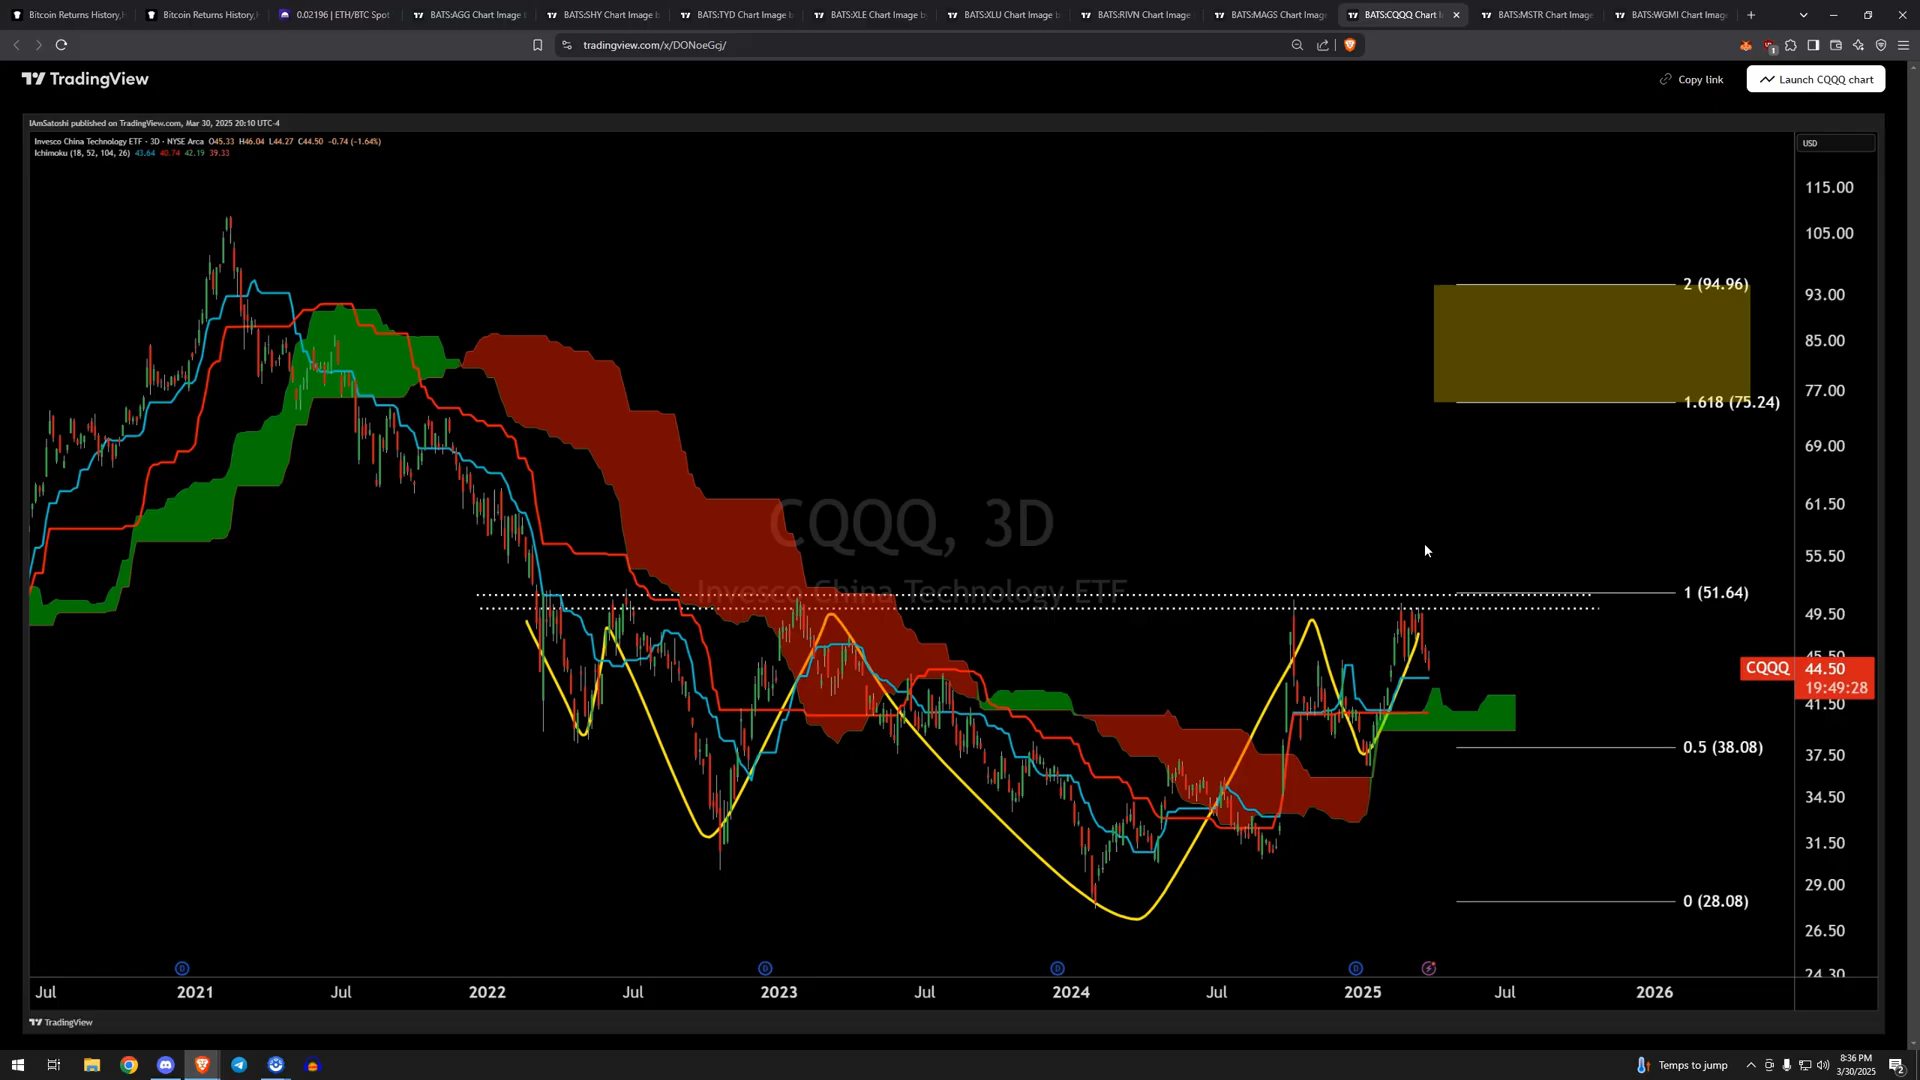 Bitcoin Returns History,
Bitcoin Returns History,
0.02196 | ETH/BTC Spot
BATS:AGG Chart Image b
BATS:SHY Chart Image b
BATS:TYD Chart Image b
BATS:XLE Chart Image by
BATS:XLU Chart Image b
BATS:RIVN Chart Image
BATS:MAGS Chart Image
BATS:CQQQ Chart I
BATS:MSTR Chart Image
BATS:WGMI Chart Image
tradingview.com/x/DONoeGcj/
TradingView
Copy link
Launch CQQQ chart
IAmSatoshi published on TradingView.com, Mar 30, 2025 20:10 UTC-4
Invesco China Technology ETF · 3D · NYSE Arca O45.33 H46.04 L44.27 C44.50 -0.74 (-1.64%)
Ichimoku (18, 52, 104, 26) 43.64 40.74 42.19 39.33
USD
115.00
105.00
2 (94.96)
93.00
85.00
77.00
1.618 (75.24)
69.00
61.50
CQQQ, 3D
55.50
Invesco China Technology ETF
1 (51.64)
49.50
CQQQ 44.50
19:49:28
41.50
0.5 (38.08)
37.50
34.50
31.50
29.00
0 (28.08)
26.50
24.30
D
D
D
D
Jul
2021
Jul
2022
Jul
2023
Jul
2024
Jul
2025
Jul
2026
TradingView
Temps to jump
8:36 PM
3/30/2025